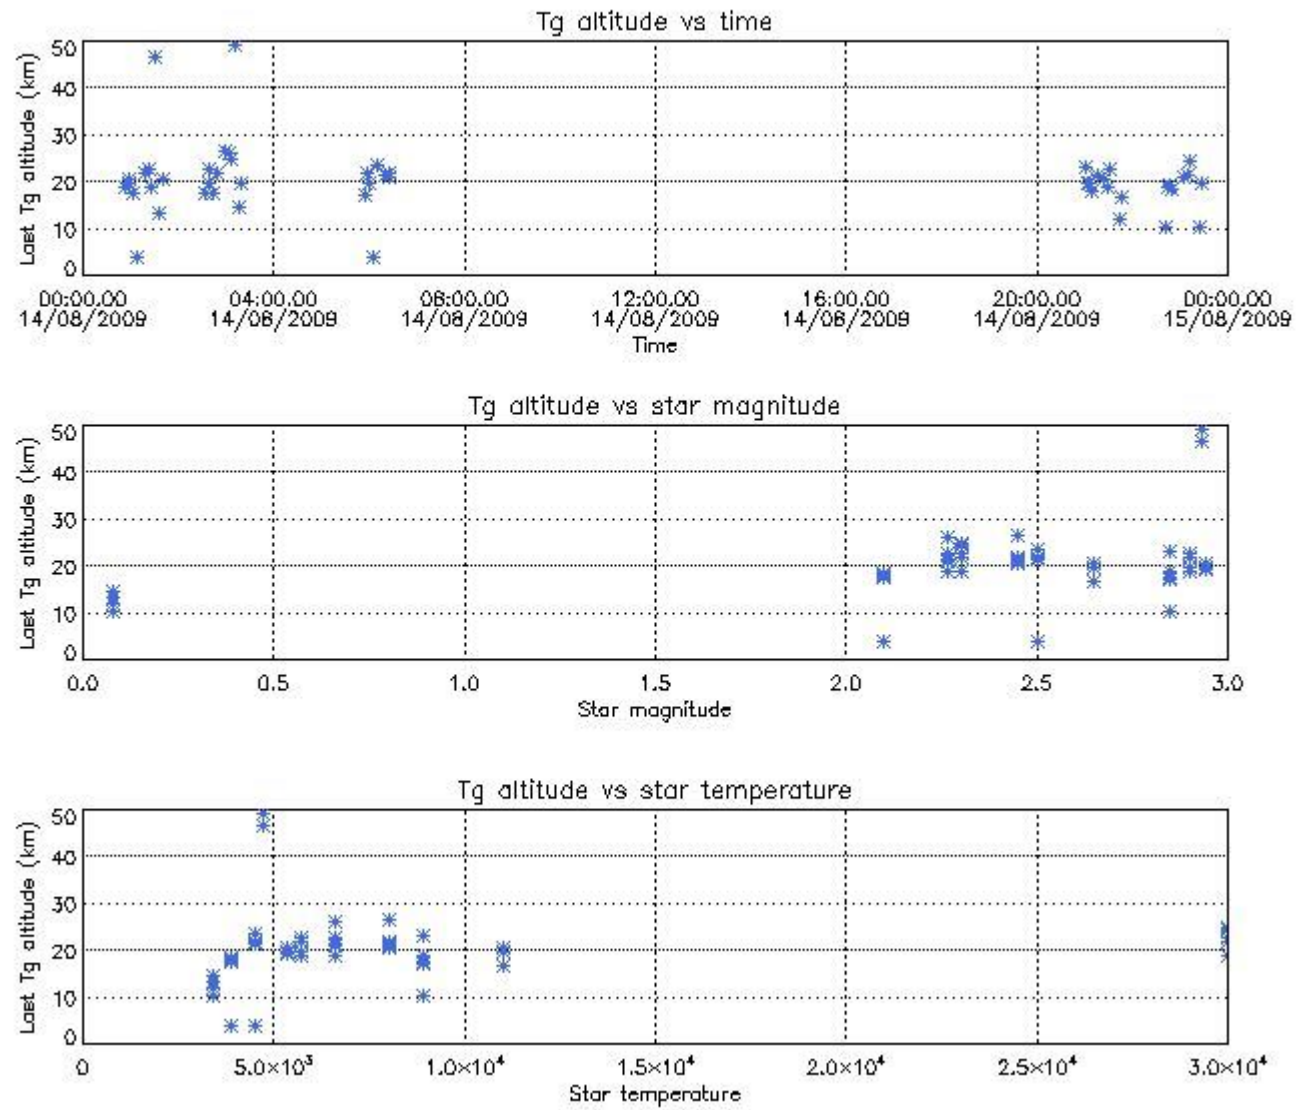 Tg altitude vs time
Last Tg altitude (km)
50
40
30
20
10
0
00:00.00 04:00.00 08:00.00 12:00.00 16:00.00 20:00.00 00:00.00
14/08/2009 14/08/2009 14/08/2009 14/08/2009 14/08/2009 14/08/2009 15/08/2009
Time
Tg altitude vs star magnitude
Last Tg altitude (km)
50
40
30
20
10
0
0.0 0.5 1.0 1.5 2.0 2.5 3.0
Star magnitude
Tg altitude vs star temperature
Last Tg altitude (km)
50
40
30
20
10
0
0 5.0×10³ 1.0×10⁴ 1.5×10⁴ 2.0×10⁴ 2.5×10⁴ 3.0×10⁴
Star temperature